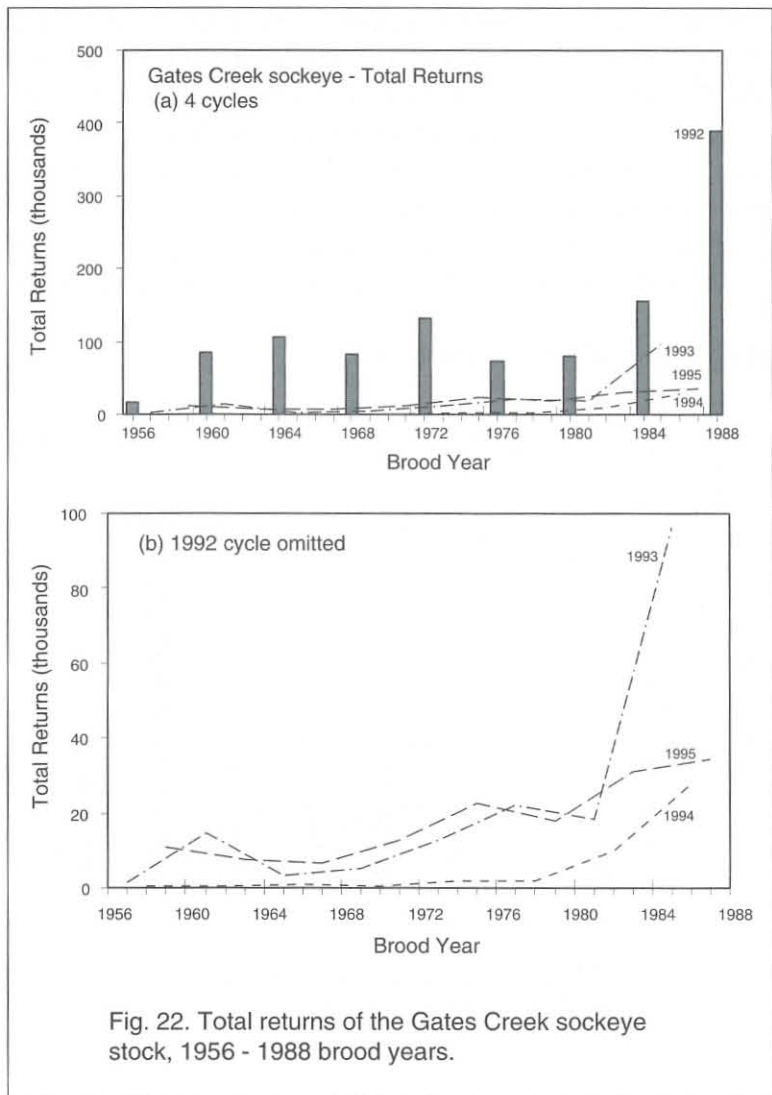 Gates Creek sockeye - Total Returns
(a) 4 cycles
500
400
300
200
100
0
Total Returns (thousands)
1992
1993
1995
1994
1956 1960 1964 1968 1972 1976 1980 1984 1988
Brood Year
(b) 1992 cycle omitted
100
80
60
40
20
0
Total Returns (thousands)
1993
1995
1994
1956 1960 1964 1968 1972 1976 1980 1984 1988
Brood Year
Fig. 22. Total returns of the Gates Creek sockeye
stock, 1956 - 1988 brood years.